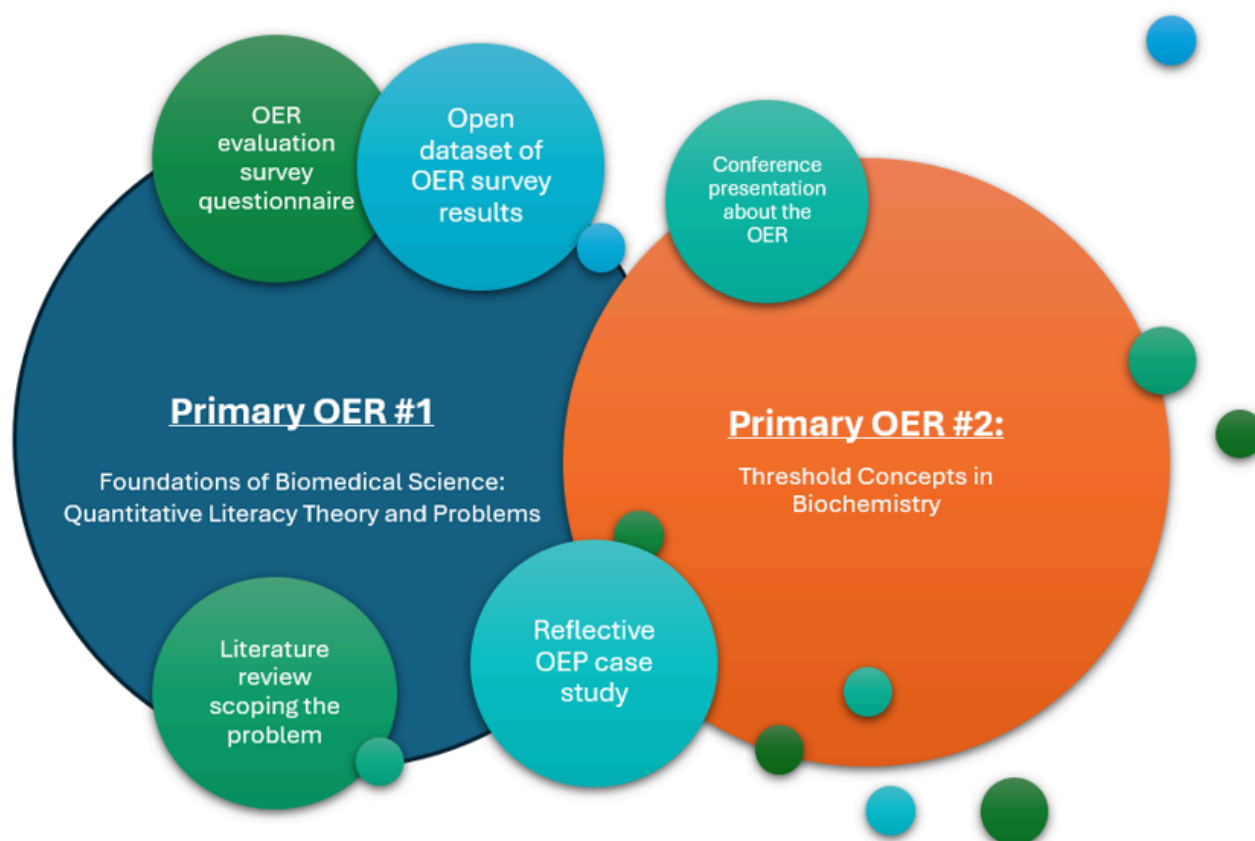 OER
evaluation
survey
questionnaire
Open
dataset of
OER survey
results
Conference
presentation
about the
OER
Primary OER #1
Foundations of Biomedical Science:
Quantitative Literacy Theory and Problems
Primary OER #2:
Threshold Concepts in
Biochemistry
Literature
review
scoping the
problem
Reflective
OEP case
study